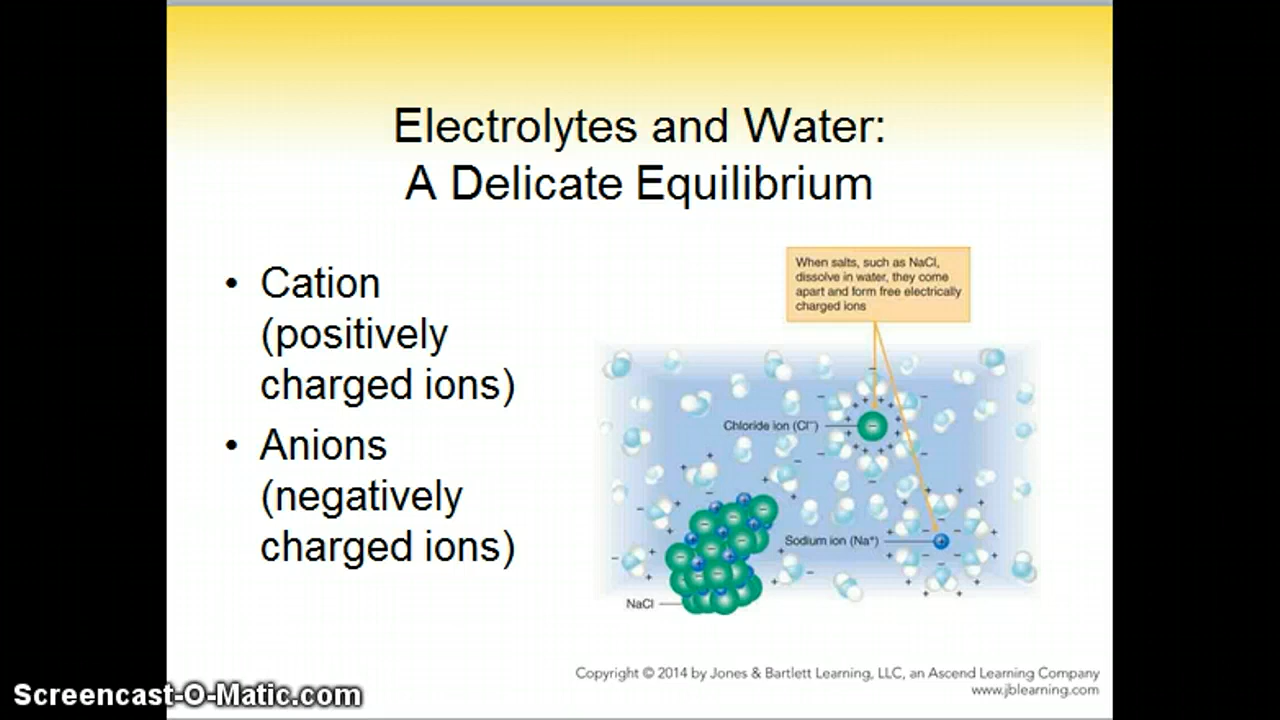 Electrolytes and Water:
A Delicate Equilibrium
• Cation
(positively
charged ions)
• Anions
(negatively
charged ions)
When salts, such as NaCl,
dissolve in water, they come
apart and form free electrically
charged ions
Chloride ion (Cl⁻)
Sodium ion (Na⁺)
NaCl
Copyright © 2014 by Jones & Bartlett Learning, LLC, an Ascend Learning Company
www.jblearning.com
Screencast-O-Matic.com